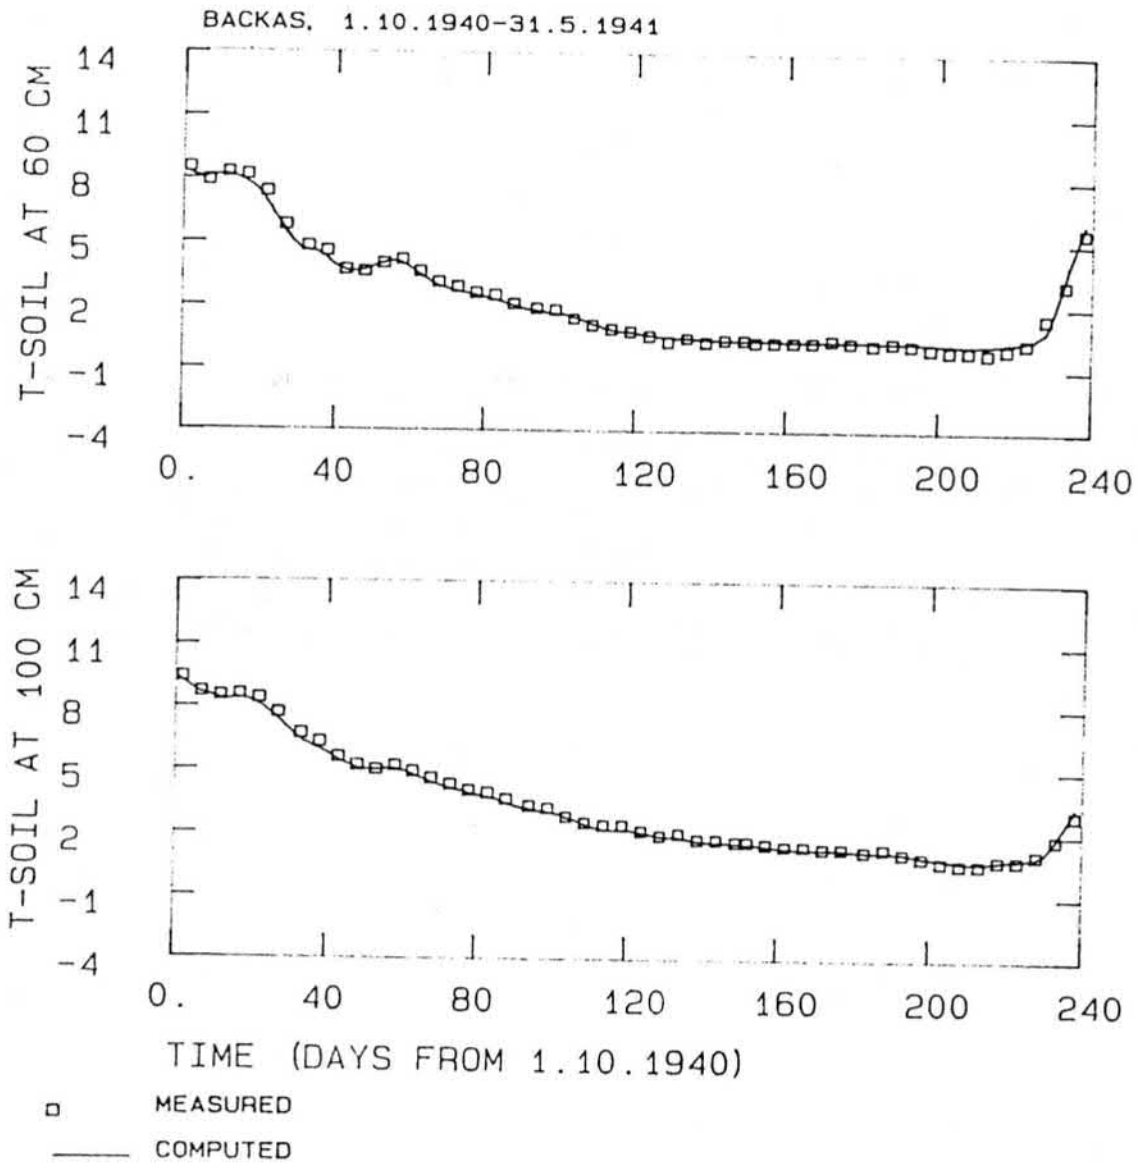 BACKAS, 1.10.1940-31.5.1941
T-SOIL AT 60 CM
14
11
8
5
2
-1
-4
0. 40 80 120 160 200 240
T-SOIL AT 100 CM
14
11
8
5
2
-1
-4
0. 40 80 120 160 200 240
TIME (DAYS FROM 1.10.1940)
MEASURED
COMPUTED